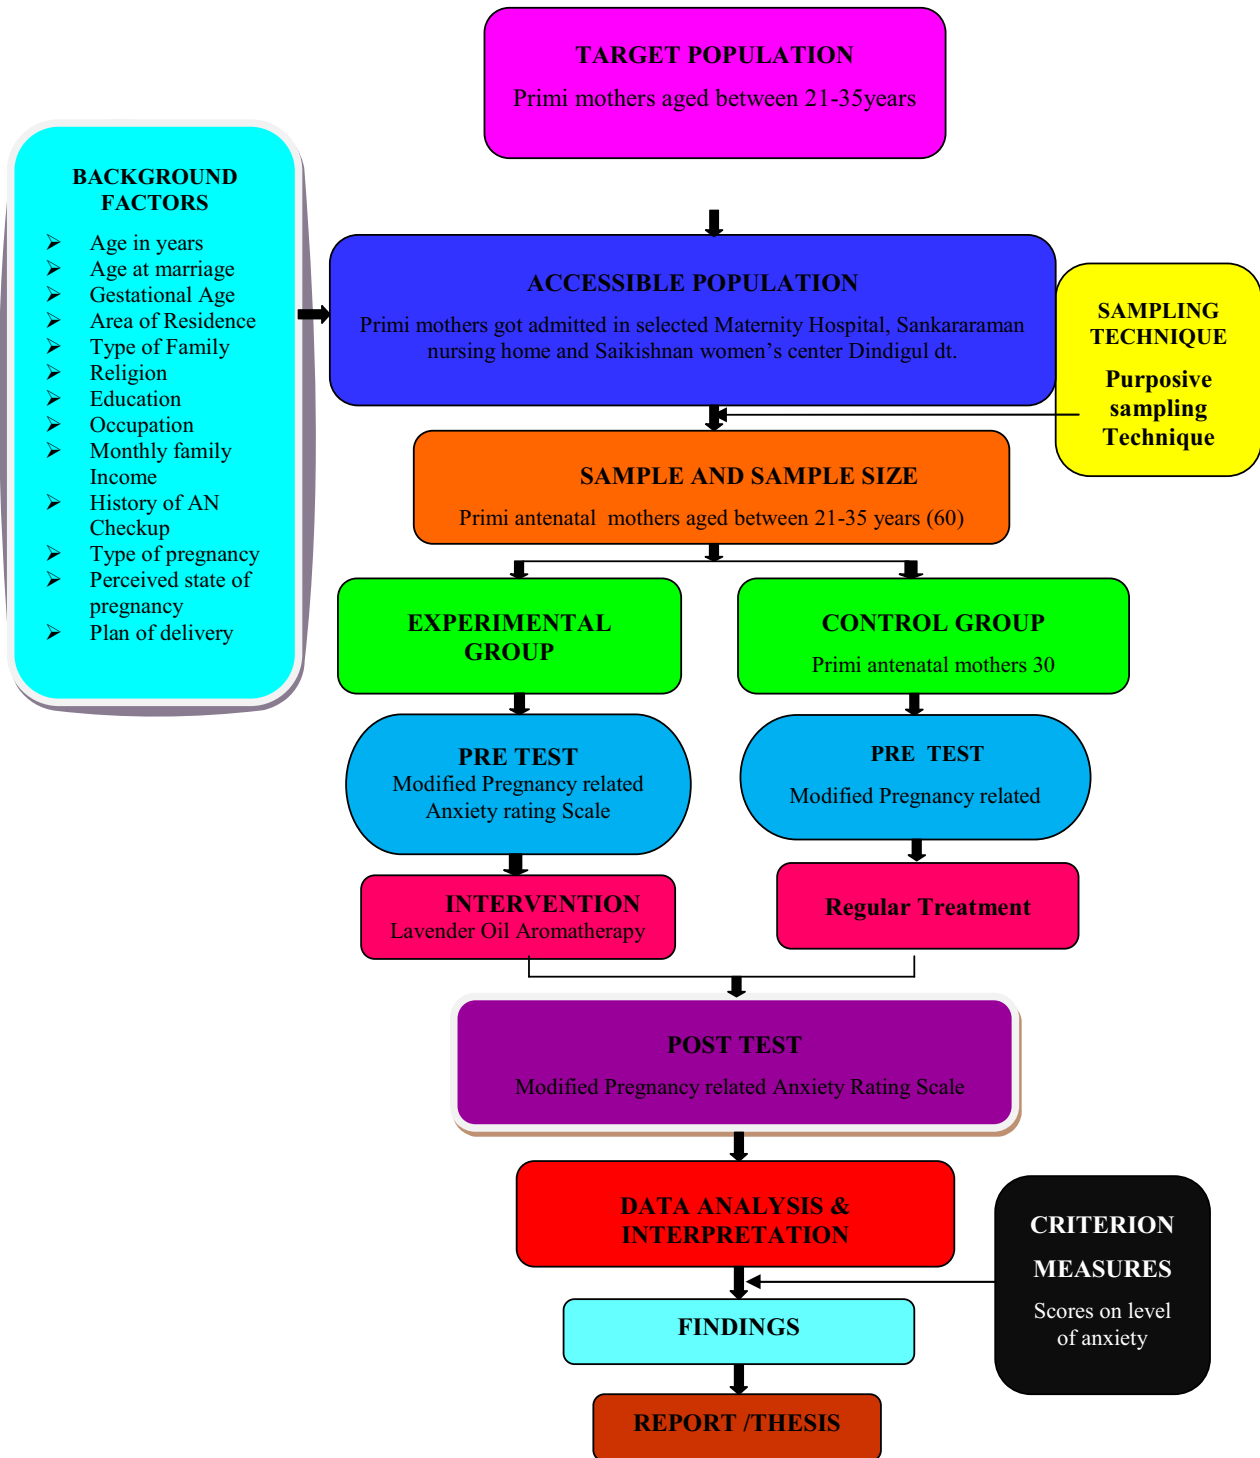 TARGET POPULATION
Primi mothers aged between 21-35years
BACKGROUND
FACTORS
➢ Age in years
➢ Age at marriage
➢ Gestational Age
➢ Area of Residence
➢ Type of Family
➢ Religion
➢ Education
➢ Occupation
➢ Monthly family
Income
➢ History of AN
Checkup
➢ Type of pregnancy
➢ Perceived state of
pregnancy
➢ Plan of delivery
ACCESSIBLE POPULATION
Primi mothers got admitted in selected Maternity Hospital, Sankararaman
nursing home and Saikishnan women’s center Dindigul dt.
SAMPLING
TECHNIQUE
Purposive
sampling
Technique
SAMPLE AND SAMPLE SIZE
Primi antenatal mothers aged between 21-35 years (60)
EXPERIMENTAL
GROUP
CONTROL GROUP
Primi antenatal mothers 30
PRE TEST
Modified Pregnancy related
Anxiety rating Scale
PRE TEST
Modified Pregnancy related
INTERVENTION
Lavender Oil Aromatherapy
Regular Treatment
POST TEST
Modified Pregnancy related Anxiety Rating Scale
DATA ANALYSIS &
INTERPRETATION
CRITERION
MEASURES
Scores on level
of anxiety
FINDINGS
REPORT /THESIS